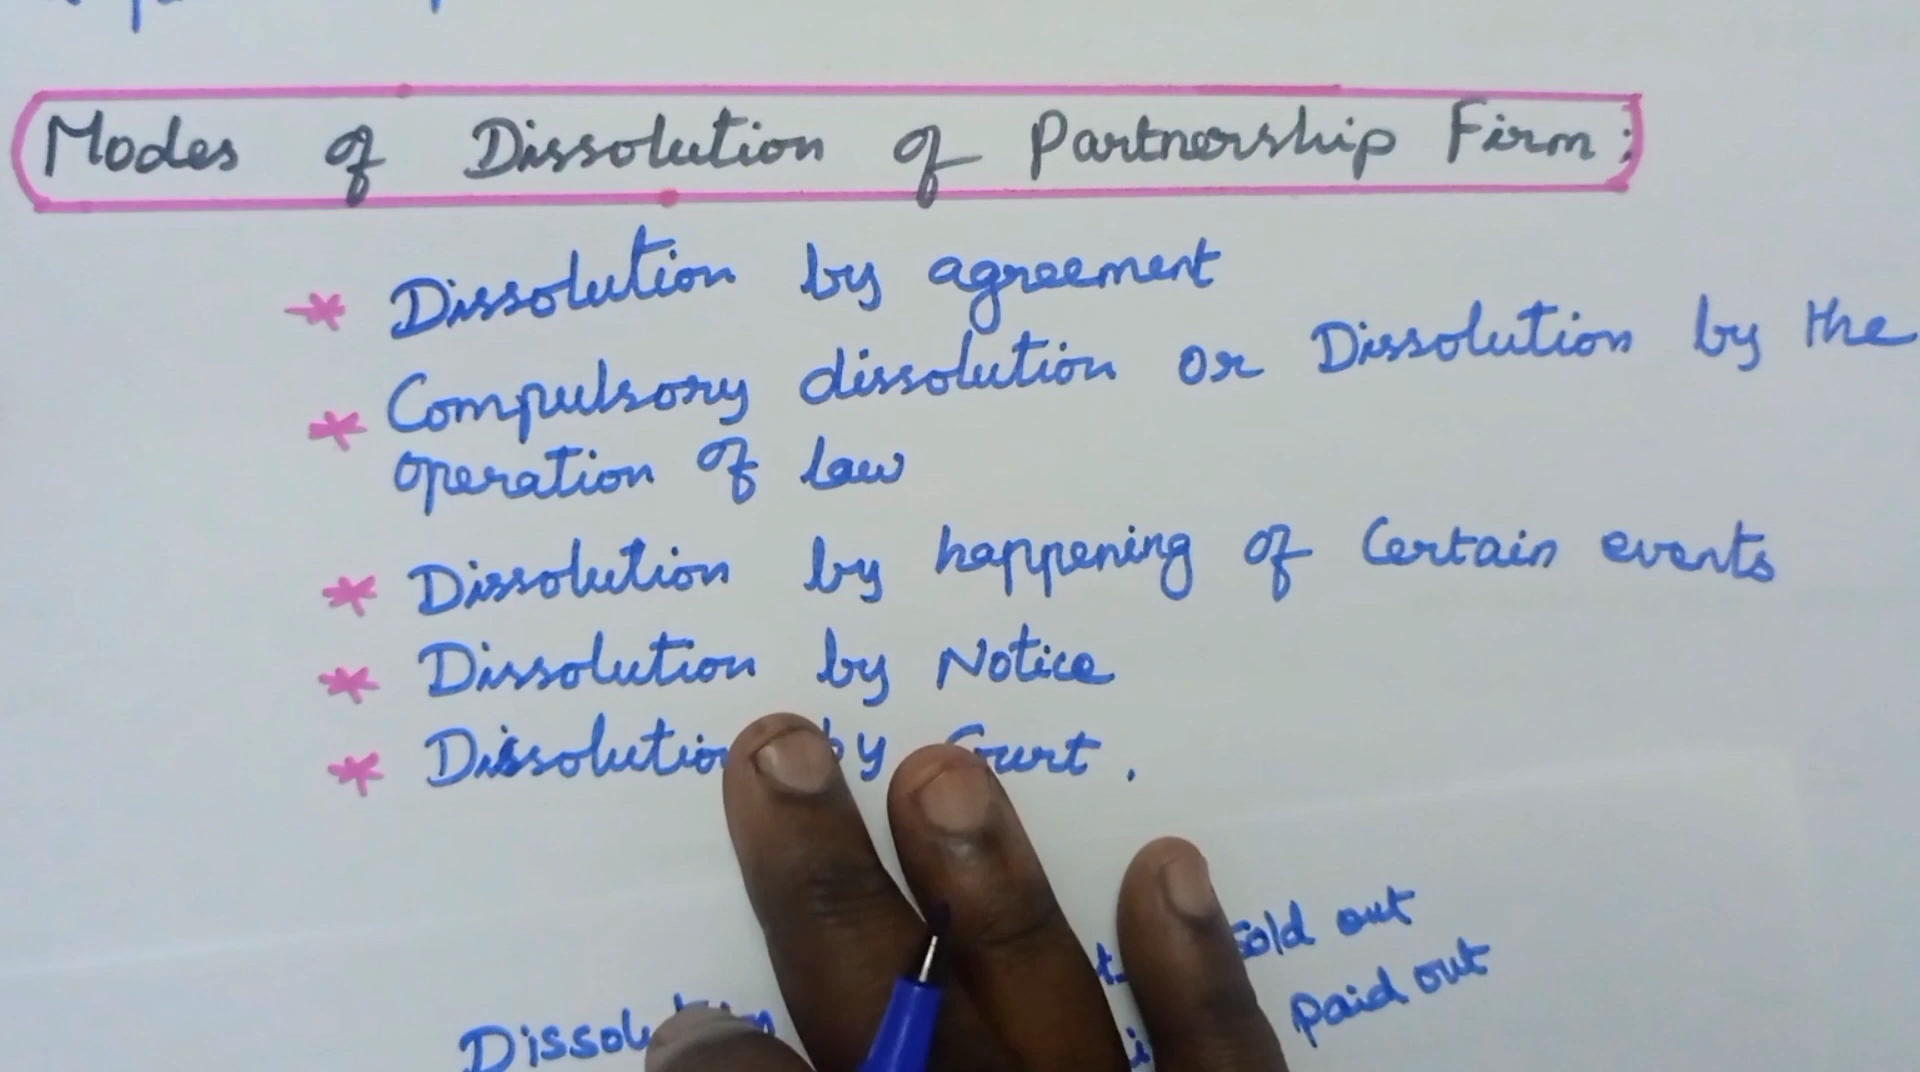 Modes of Dissolution of Partnership Firm:
* Dissolution by agreement
* Compulsory dissolution or Dissolution by the
operation of law
* Dissolution by happening of Certain events
* Dissolution by Notice
* Dissolution by Court.
sold out
Dissolution paid out